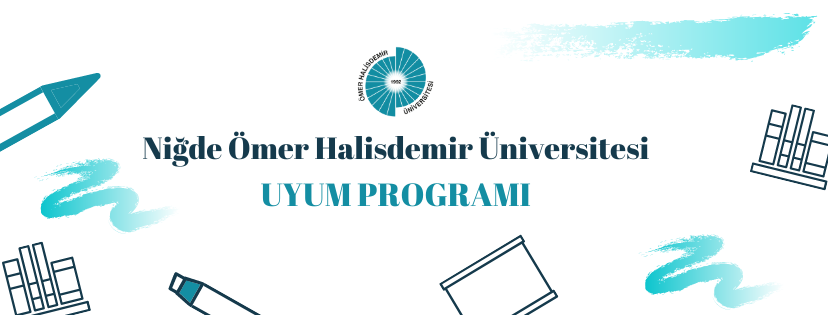 ÖMER HALİSDEMİR
1992
ÜNİVERSİTESİ
Niğde Ömer Halisdemir Üniversitesi
UYUM PROGRAMI